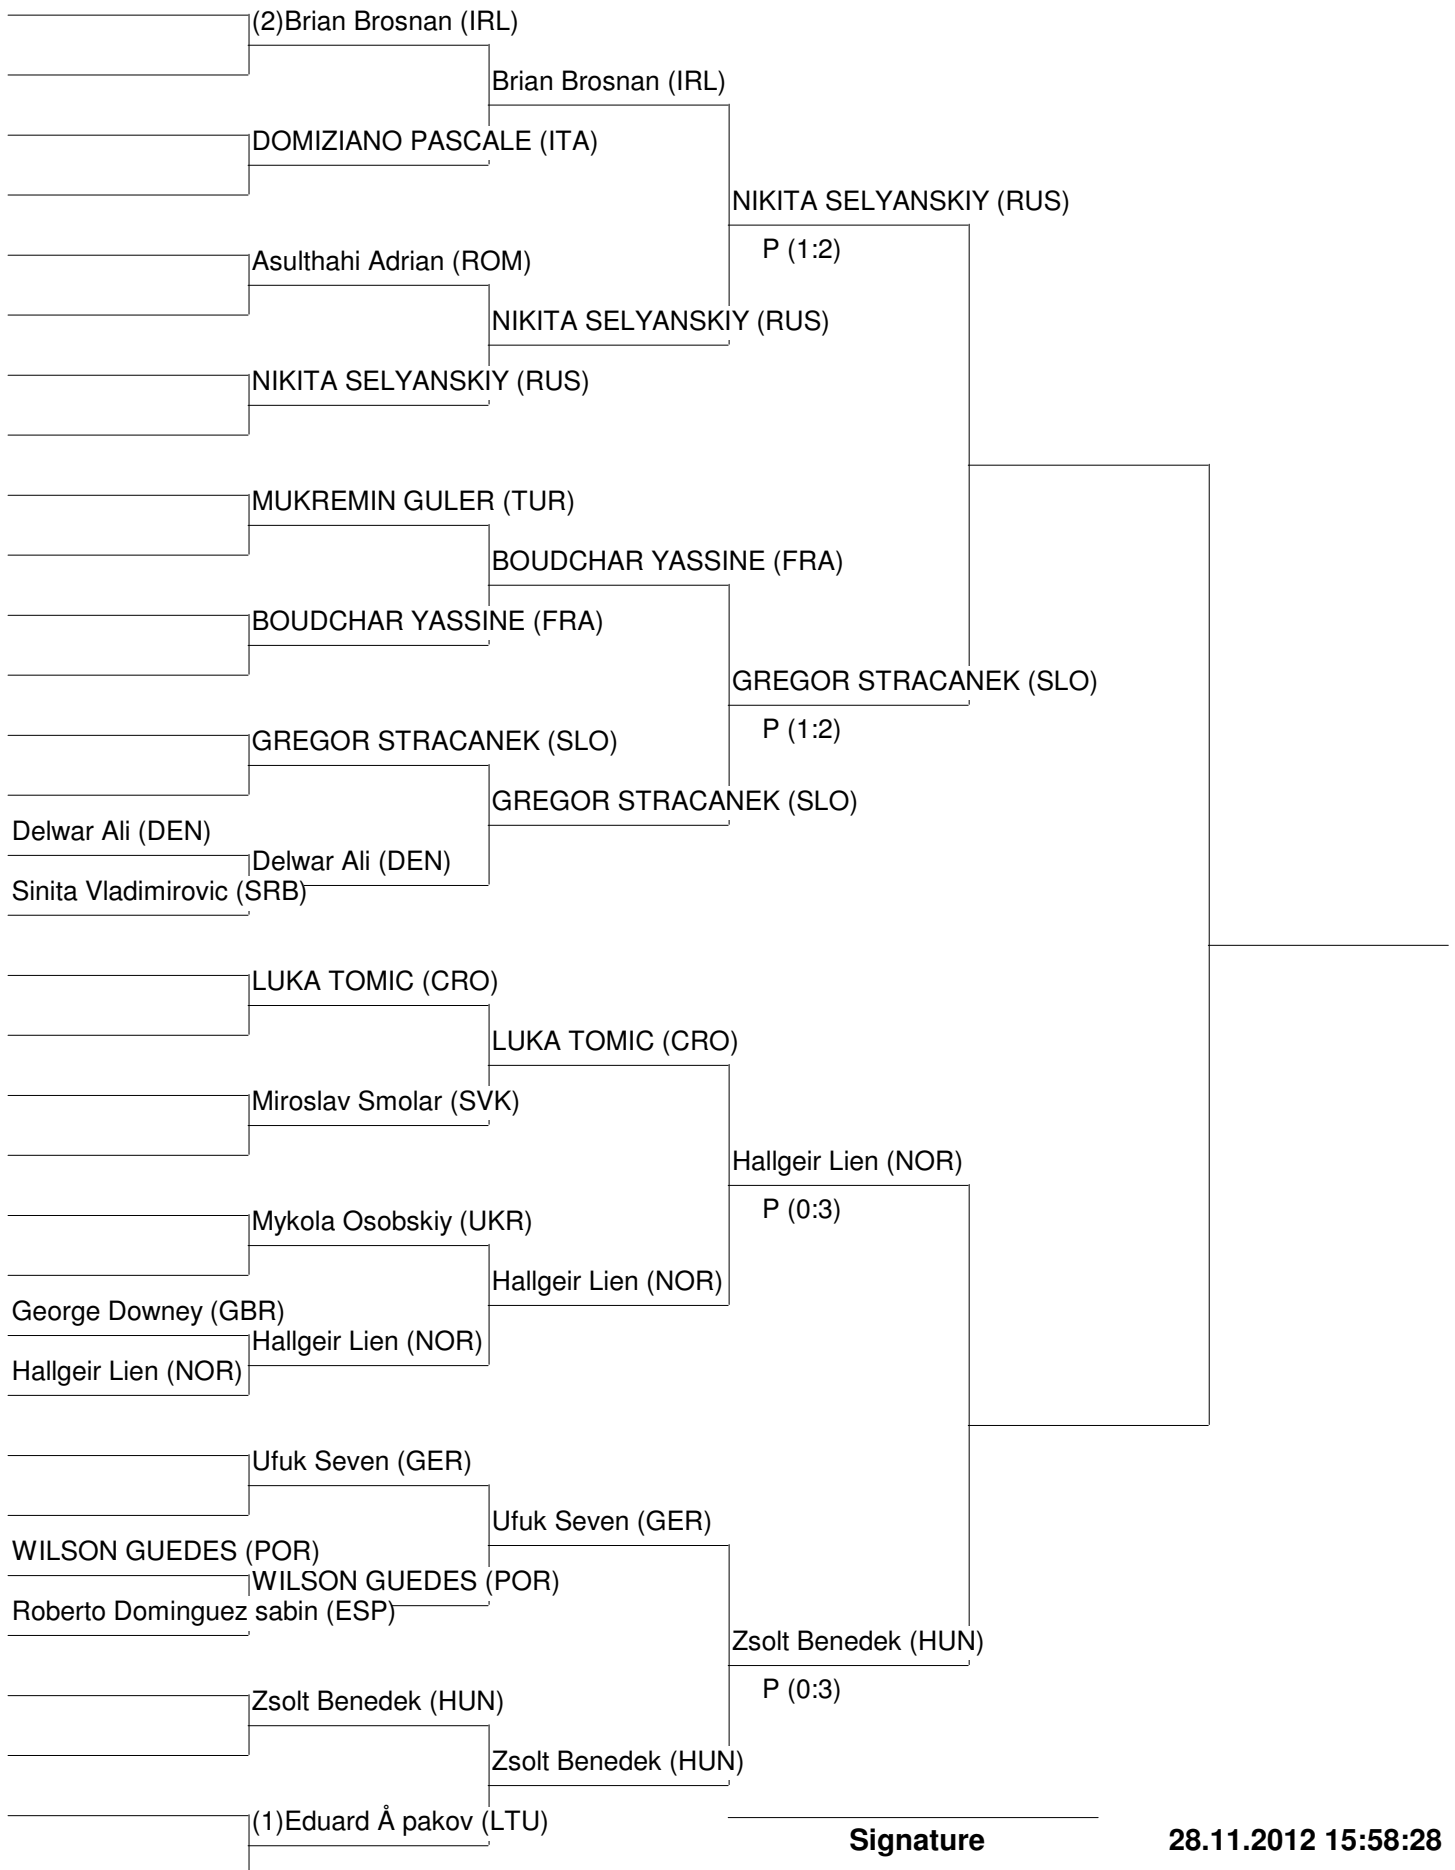 (2)Brian Brosnan (IRL)
Brian Brosnan (IRL)
DOMIZIANO PASCALE (ITA)
NIKITA SELYANSKIY (RUS)
P (1:2)
Asulthahi Adrian (ROM)
NIKITA SELYANSKIY (RUS)
NIKITA SELYANSKIY (RUS)
MUKREMIN GULER (TUR)
BOUDCHAR YASSINE (FRA)
BOUDCHAR YASSINE (FRA)
GREGOR STRACANEK (SLO)
P (1:2)
GREGOR STRACANEK (SLO)
GREGOR STRACANEK (SLO)
Delwar Ali (DEN)
Delwar Ali (DEN)
Sinita Vladimirovic (SRB)
LUKA TOMIC (CRO)
LUKA TOMIC (CRO)
Miroslav Smolar (SVK)
Hallgeir Lien (NOR)
P (0:3)
Mykola Osobskiy (UKR)
Hallgeir Lien (NOR)
George Downey (GBR)
Hallgeir Lien (NOR)
Hallgeir Lien (NOR)
Ufuk Seven (GER)
Ufuk Seven (GER)
WILSON GUEDES (POR)
WILSON GUEDES (POR)
Roberto Dominguez sabin (ESP)
Zsolt Benedek (HUN)
P (0:3)
Zsolt Benedek (HUN)
Zsolt Benedek (HUN)
(1)Eduard Å pakov (LTU)
Signature
28.11.2012 15:58:28